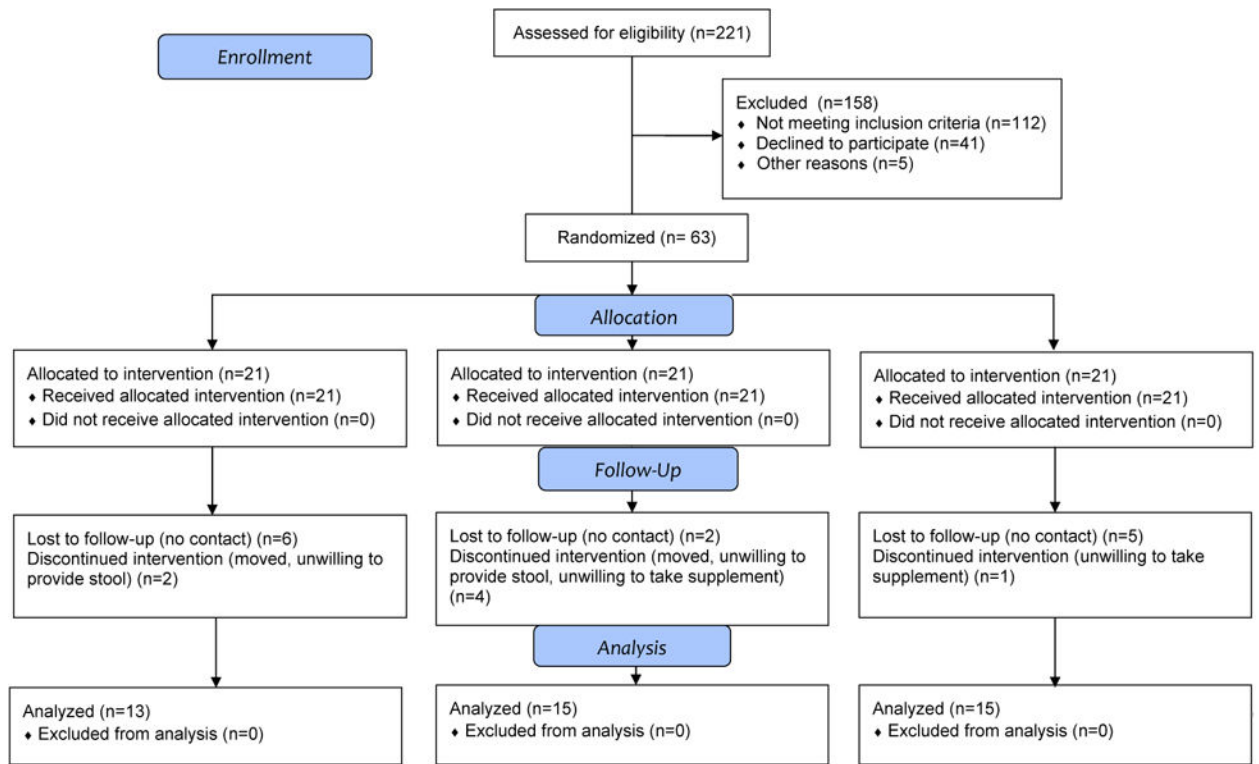 Assessed for eligibility (n=221)
Enrollment
Excluded (n=158)
♦ Not meeting inclusion criteria (n=112)
♦ Declined to participate (n=41)
♦ Other reasons (n=5)
Randomized (n= 63)
Allocation
Allocated to intervention (n=21)
♦ Received allocated intervention (n=21)
♦ Did not receive allocated intervention (n=0)
Allocated to intervention (n=21)
♦ Received allocated intervention (n=21)
♦ Did not receive allocated intervention (n=0)
Allocated to intervention (n=21)
♦ Received allocated intervention (n=21)
♦ Did not receive allocated intervention (n=0)
Follow-Up
Lost to follow-up (no contact) (n=6)
Discontinued intervention (moved, unwilling to
provide stool) (n=2)
Lost to follow-up (no contact) (n=2)
Discontinued intervention (moved, unwilling to
provide stool, unwilling to take supplement)
(n=4)
Lost to follow-up (no contact) (n=5)
Discontinued intervention (unwilling to take
supplement) (n=1)
Analysis
Analyzed (n=13)
♦ Excluded from analysis (n=0)
Analyzed (n=15)
♦ Excluded from analysis (n=0)
Analyzed (n=15)
♦ Excluded from analysis (n=0)